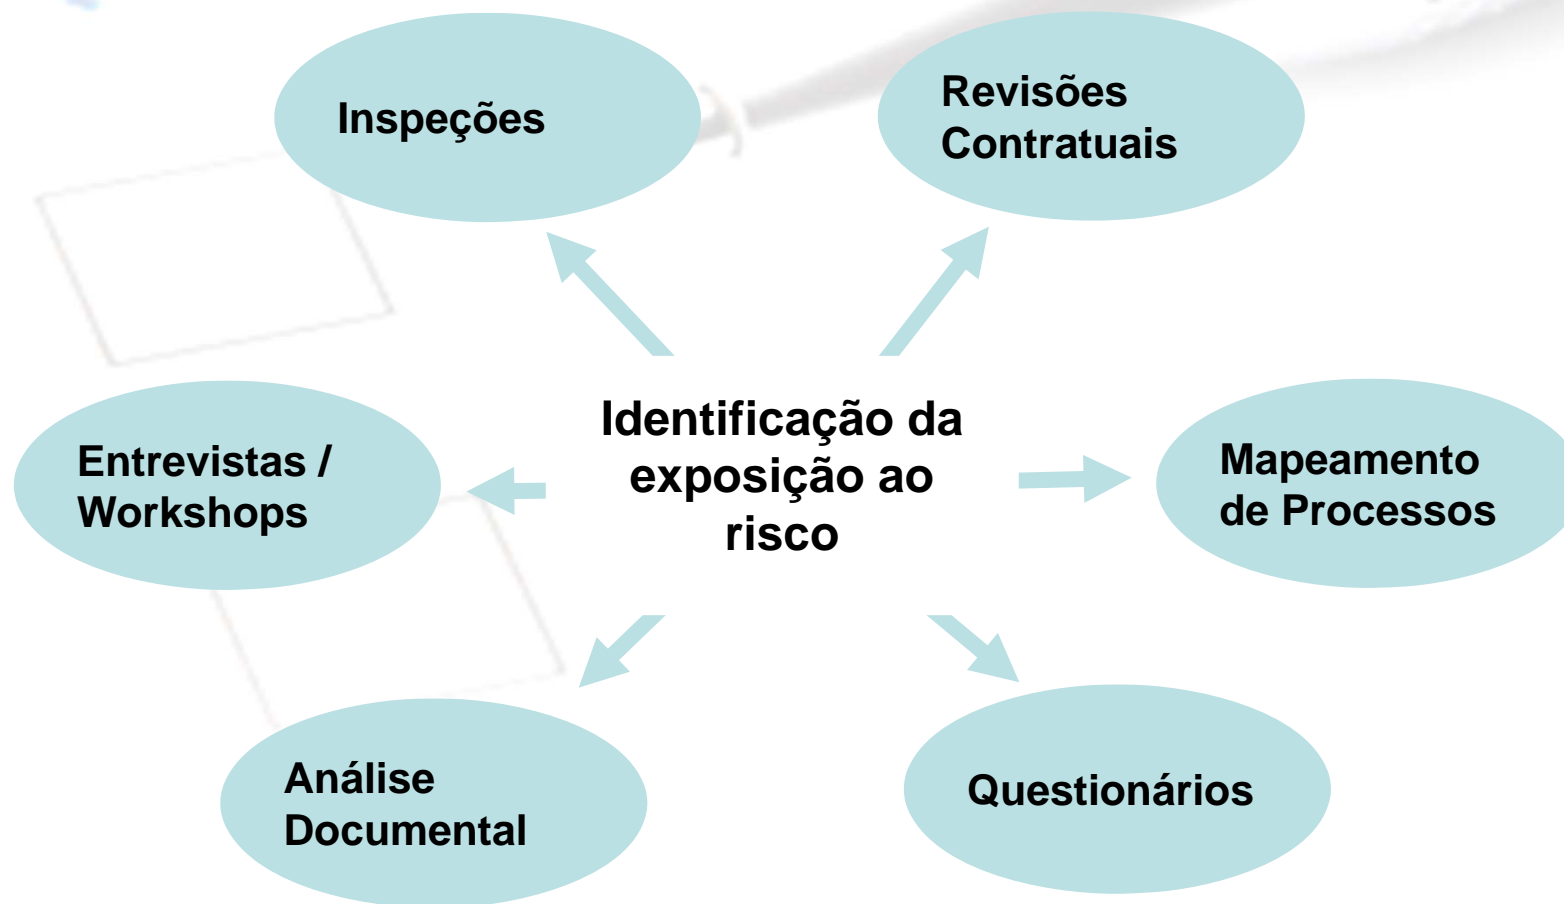 Inspeções
Revisões
Contratuais
Identificação da
exposição ao
risco
Entrevistas /
Workshops
Mapeamento
de Processos
Análise
Documental
Questionários